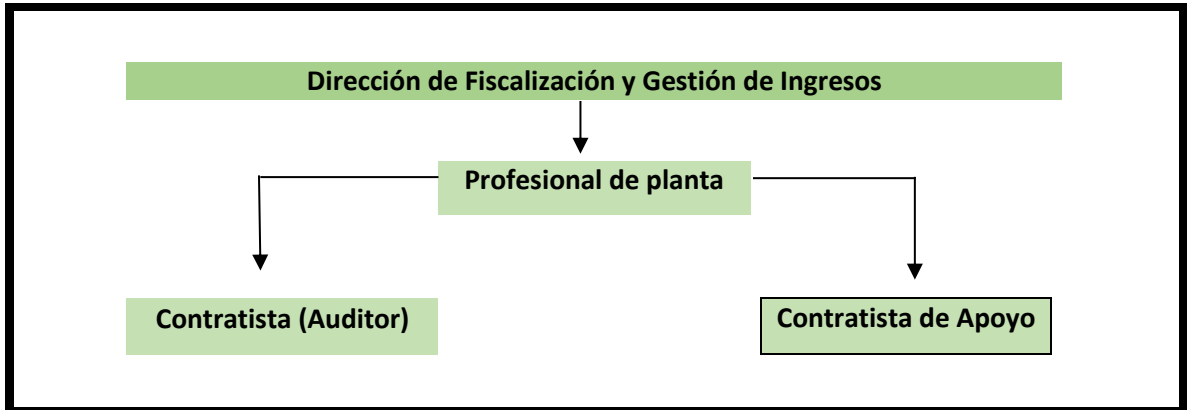 Dirección de Fiscalización y Gestión de Ingresos
Profesional de planta
Contratista (Auditor)
Contratista de Apoyo